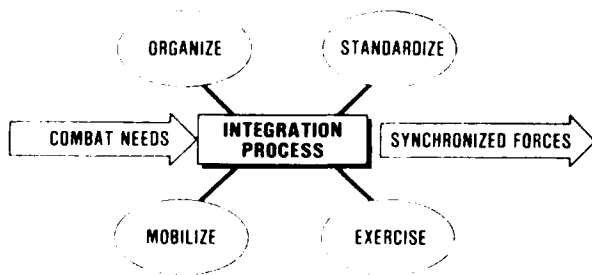 ORGANIZE
STANDARDIZE
COMBAT NEEDS
INTEGRATION
PROCESS
SYNCHRONIZED FORCES
MOBILIZE
EXERCISE